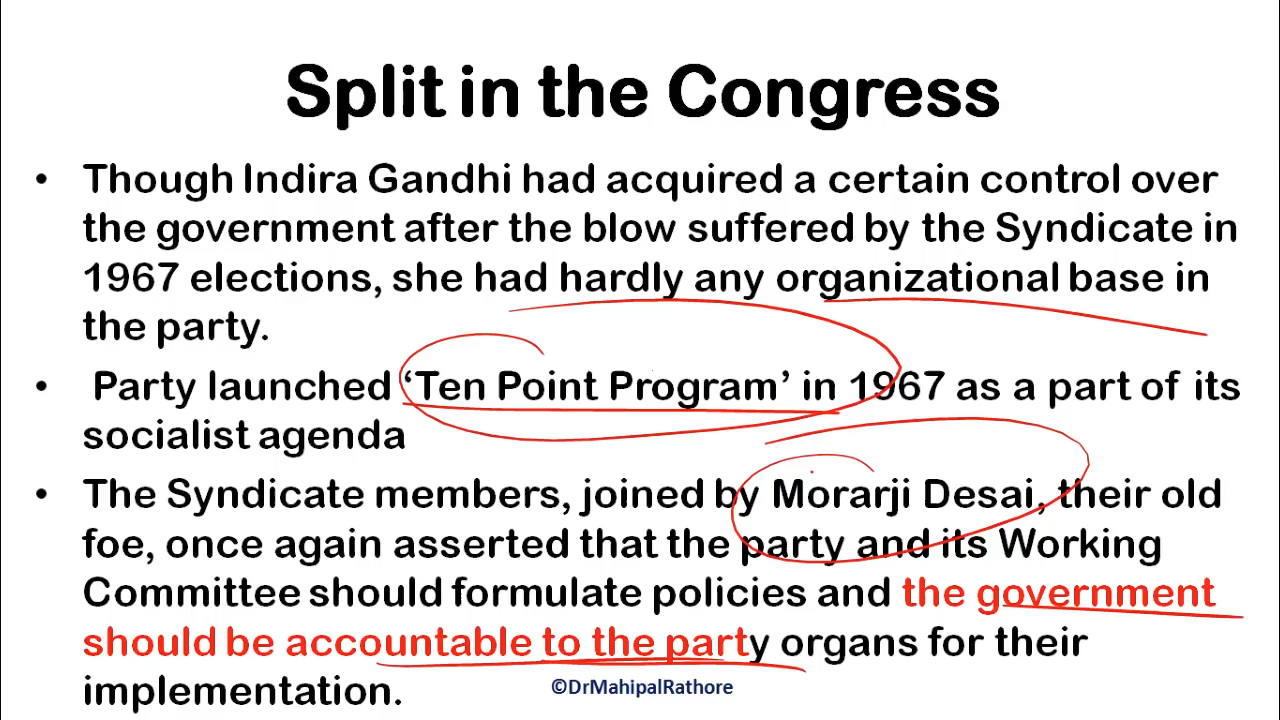 Split in the Congress
• Though Indira Gandhi had acquired a certain control over
the government after the blow suffered by the Syndicate in
1967 elections, she had hardly any organizational base in
the party.
• Party launched ‘Ten Point Program’ in 1967 as a part of its
socialist agenda
• The Syndicate members, joined by Morarji Desai, their old
foe, once again asserted that the party and its Working
Committee should formulate policies and the government
should be accountable to the party organs for their
implementation.
©DrMahipalRathore